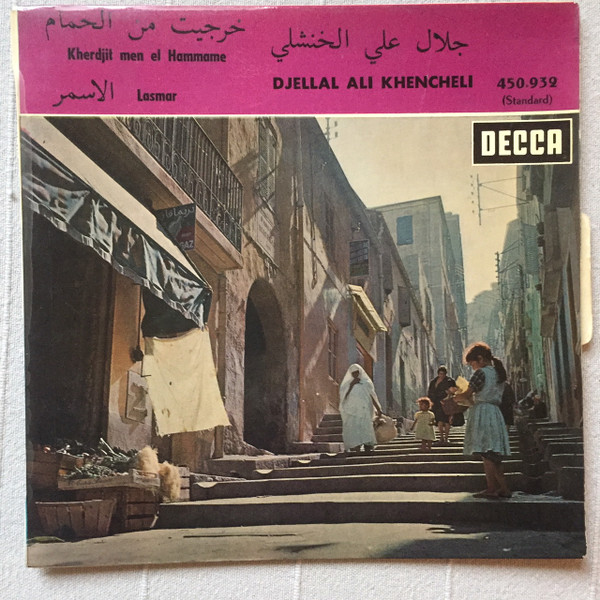 خرجيت من الحمام
Kherdjit men el Hammame
الاسمر Lasmar
جلال علي الخنشلي
DJELLAL ALI KHENCHELI
450.932
(Standard)
DECCA
GAZ